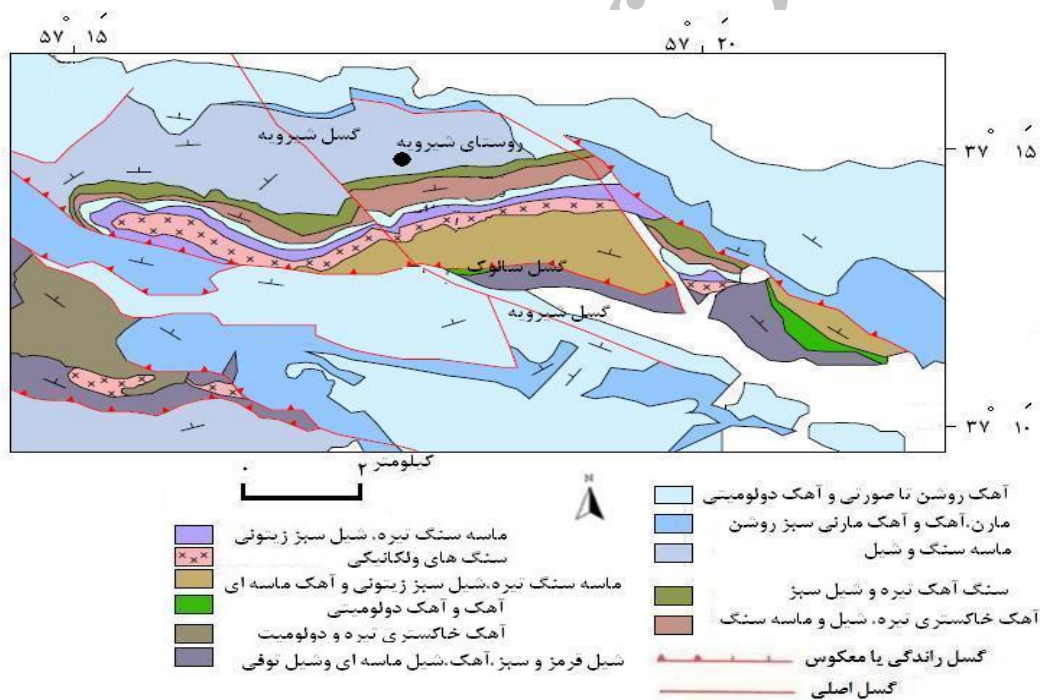 ۵۷° ۱۵′
۵۷° ۲۰′
گسل شیرویه
روستای شیرویه
۳۷° ۱۵′
گسل سالوک
گسل شیرویه
۳۷° ۱۰′
۰ ۲ کیلومتر
N
آهک روشن تا صورتی و آهک دولومیتی
مارن،آهک و آهک مارنی سبز روشن
ماسه سنگ و شیل
سنگ آهک تیره و شیل سبز
آهک خاکستری تیره، شیل و ماسه سنگ
گسل راندگی یا معکوس
گسل اصلی
ماسه سنگ تیره، شیل سبز زیتونی
سنگ های ولکانیکی
ماسه سنگ تیره،شیل سبز زیتونی و آهک ماسه ای
آهک و آهک دولومیتی
آهک خاکستری تیره و دولومیت
شیل قرمز و سبز ،آهک،شیل ماسه ای وشیل توفی